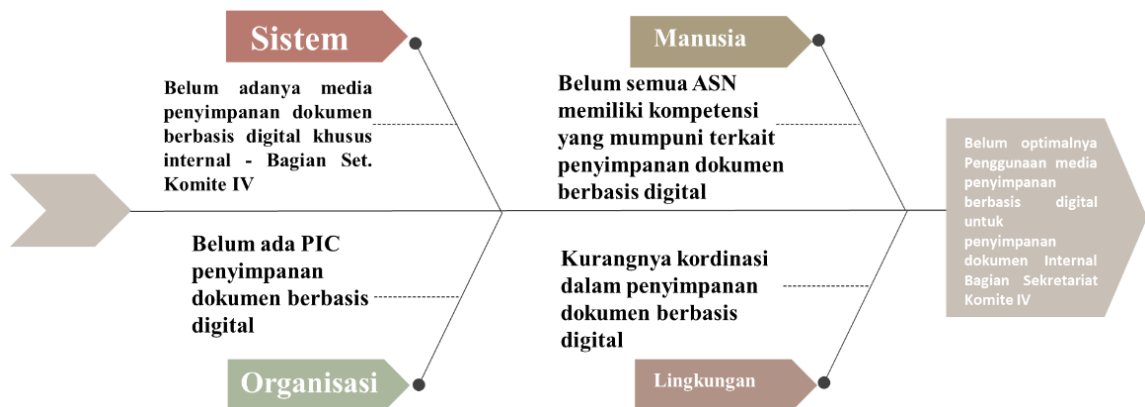 Sistem
Belum adanya media
penyimpanan dokumen
berbasis digital khusus
internal - Bagian Set.
Komite IV
Manusia
Belum semua ASN
memiliki kompetensi
yang mumpuni terkait
penyimpanan dokumen
berbasis digital
Belum ada PIC
penyimpanan
dokumen berbasis
digital
Organisasi
Kurangnya kordinasi
dalam penyimpanan
dokumen berbasis
digital
Lingkungan
Belum optimalnya
Penggunaan media
penyimpanan
berbasis digital
untuk
penyimpanan
dokumen Internal
Bagian Sekretariat
Komite IV